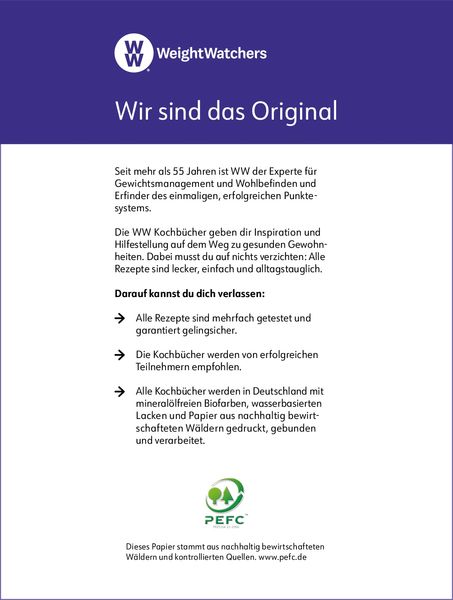 WW
WeightWatchers
Wir sind das Original
Seit mehr als 55 Jahren ist WW der Experte für
Gewichtsmanagement und Wohlbefinden und
Erfinder des einmaligen, erfolgreichen Punkte-
systems.
Die WW Kochbücher geben dir Inspiration und
Hilfestellung auf dem Weg zu gesunden Gewohn-
heiten. Dabei musst du auf nichts verzichten: Alle
Rezepte sind lecker, einfach und alltagstauglich.
Darauf kannst du dich verlassen:
→ Alle Rezepte sind mehrfach getestet und
garantiert gelingsicher.
→ Die Kochbücher werden von erfolgreichen
Teilnehmern empfohlen.
→ Alle Kochbücher werden in Deutschland mit
mineralölfreien Biofarben, wasserbasierten
Lacken und Papier aus nachhaltig bewirt-
schafteten Wäldern gedruckt, gebunden
und verarbeitet.
PEFC™
Dieses Papier stammt aus nachhaltig bewirtschafteten
Wäldern und kontrollierten Quellen. www.pefc.de